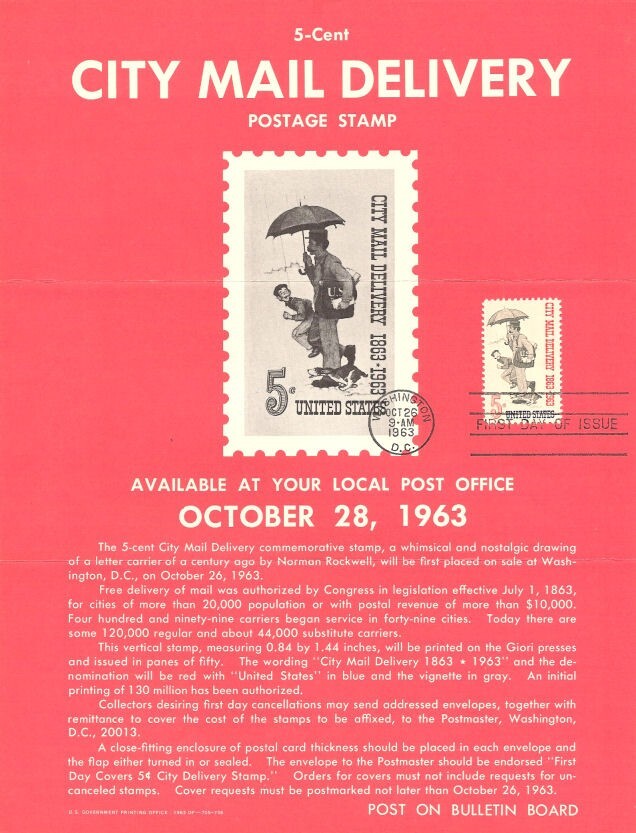 5-Cent
CITY MAIL DELIVERY
POSTAGE STAMP
CITY MAIL DELIVERY 1863·1963
U.S.
5c
UNITED STATES
WASHINGTON
OCT 26
9-AM
1963
D.C.
CITY MAIL DELIVERY 1863·1963
5c
UNITED STATES
FIRST DAY OF ISSUE
AVAILABLE AT YOUR LOCAL POST OFFICE
OCTOBER 28, 1963
The 5-cent City Mail Delivery commemorative stamp, a whimsical and nostalgic drawing
of a letter carrier of a century ago by Norman Rockwell, will be first placed on sale at Wash-
ington, D.C., on October 26, 1963.
Free delivery of mail was authorized by Congress in legislation effective July 1, 1863,
for cities of more than 20,000 population or with postal revenue of more than $10,000.
Four hundred and ninety-nine carriers began service in forty-nine cities. Today there are
some 120,000 regular and about 44,000 substitute carriers.
This vertical stamp, measuring 0.84 by 1.44 inches, will be printed on the Giori presses
and issued in panes of fifty. The wording "City Mail Delivery 1863 ★ 1963" and the de-
nomination will be red with "United States" in blue and the vignette in gray. An initial
printing of 130 million has been authorized.
Collectors desiring first day cancellations may send addressed envelopes, together with
remittance to cover the cost of the stamps to be affixed, to the Postmaster, Washington,
D.C., 20013.
A close-fitting enclosure of postal card thickness should be placed in each envelope and
the flap either turned in or sealed. The envelope to the Postmaster should be endorsed "First
Day Covers 5¢ City Delivery Stamp." Orders for covers must not include requests for un-
canceled stamps. Cover requests must be postmarked not later than October 26, 1963.
U.S. GOVERNMENT PRINTING OFFICE : 1963 OF—
POST ON BULLETIN BOARD